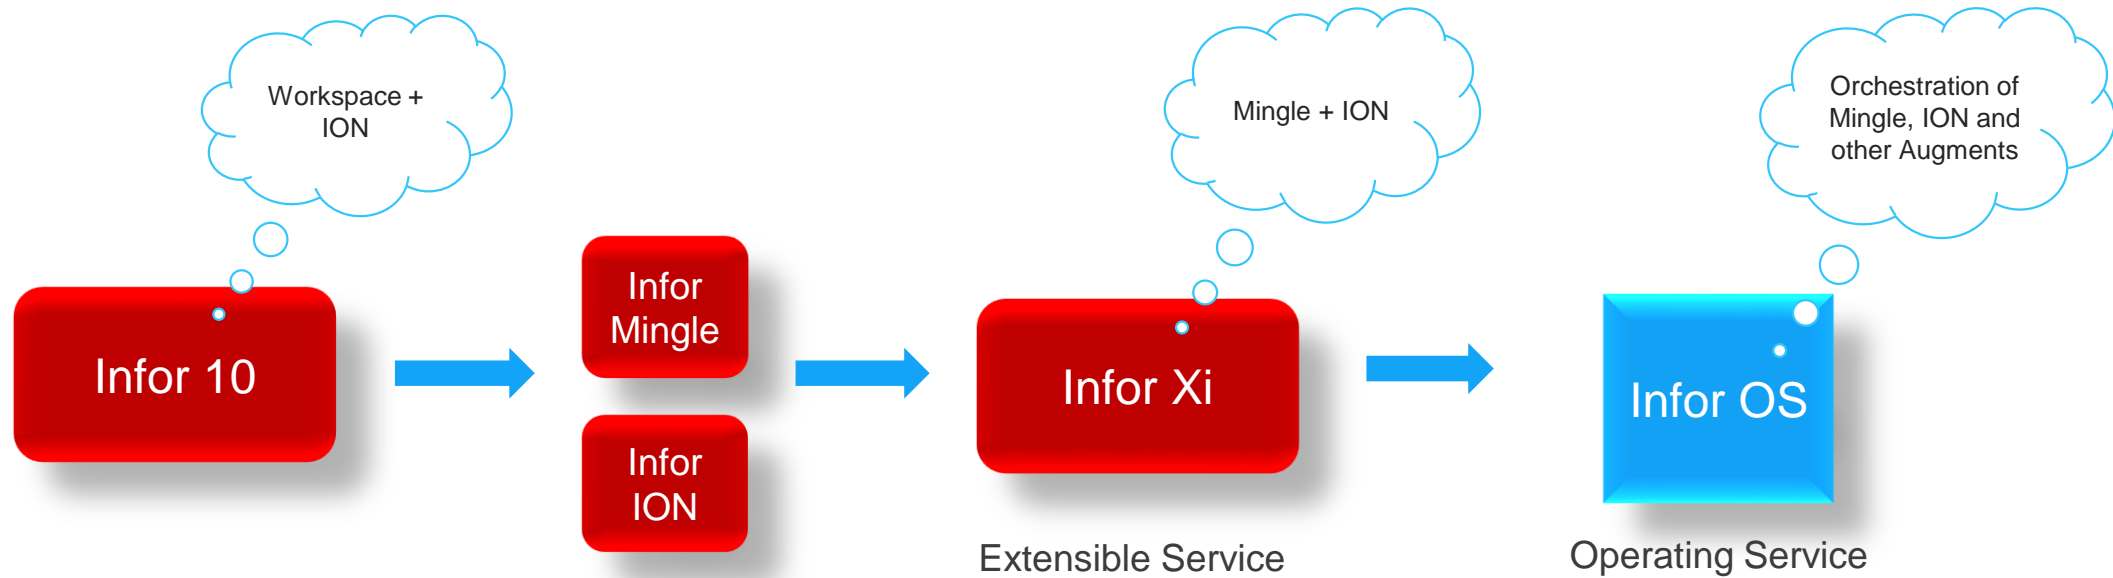 Workspace +
ION
Infor 10
Infor
Mingle
Infor
ION
Mingle + ION
Infor Xi
Extensible Service
Orchestration of
Mingle, ION and
other Augments
Infor OS
Operating Service